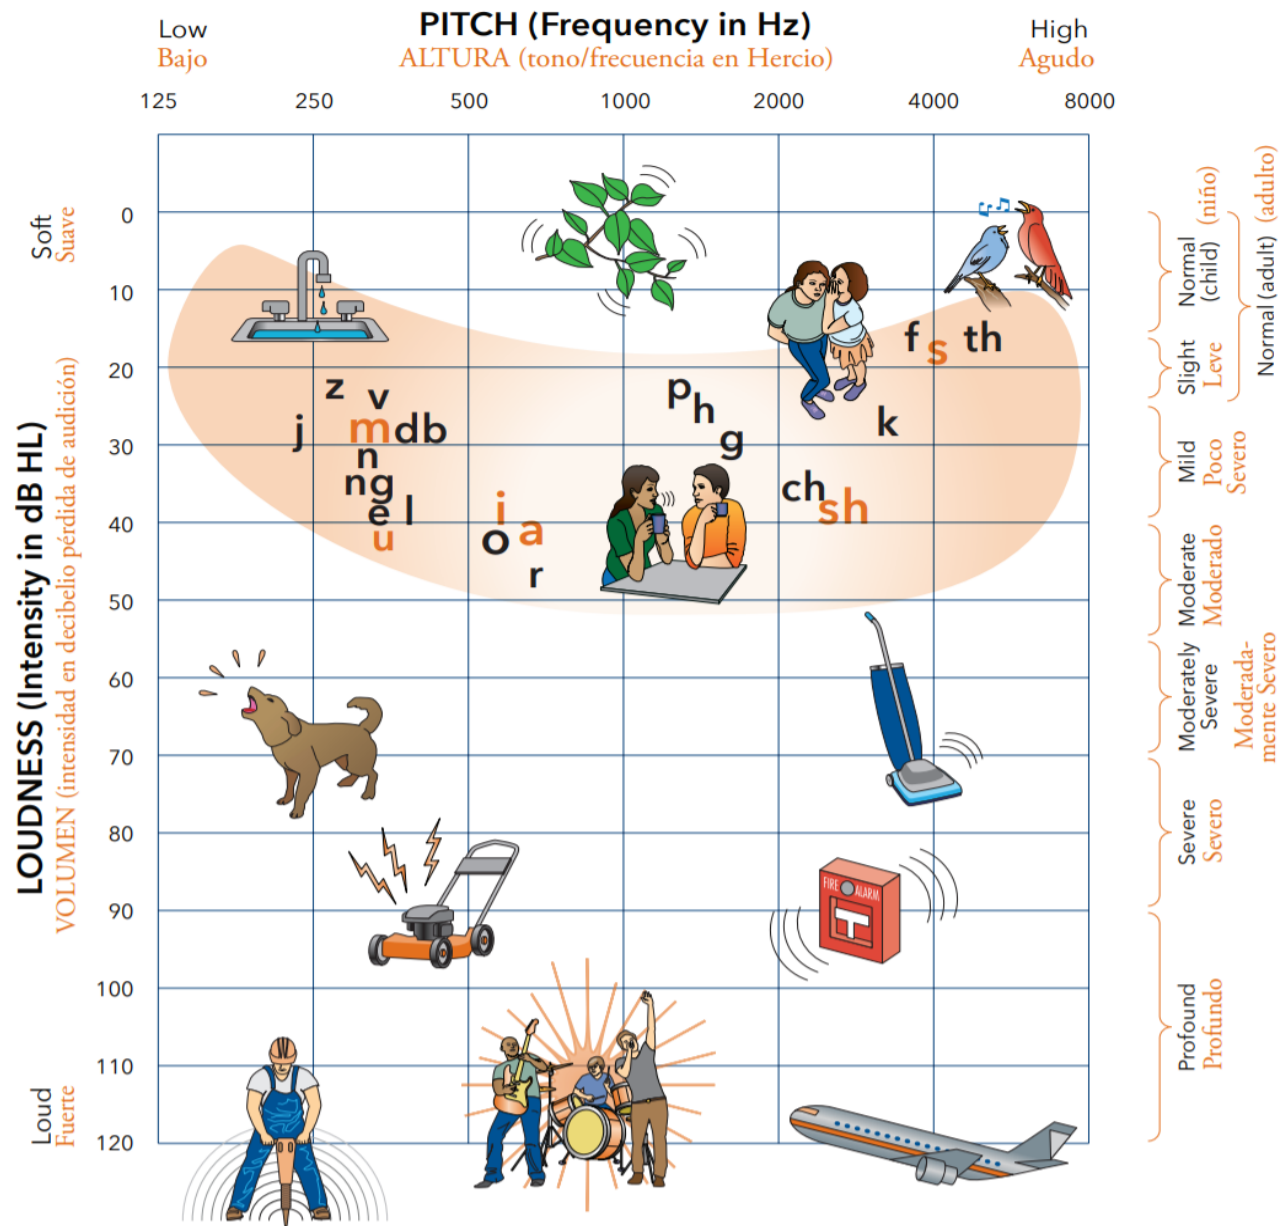 PITCH (Frequency in Hz)
Low
High
Bajo
ALTURA (tono/frecuencia en Hercio)
Agudo
125 250 500 1000 2000 4000 8000
LOUDNESS (Intensity in dB HL)
VOLUMEN (intensidad en decibelio pérdida de audición)
Soft
Suave
Loud
Fuerte
0
10
20
30
40
50
60
70
80
90
100
110
120
f s th
z
v
p
h
k
j
m d b
g
n
ng
ch
sh
e l
i
u
o a
r
FIRE ALARM
Normal (child)
(niño)
Normal (adult)
(adulto)
Slight
Leve
Mild
Poco Severo
Moderate
Moderado
Moderately Severe
Moderada-
mente Severo
Severe
Severo
Profound
Profundo